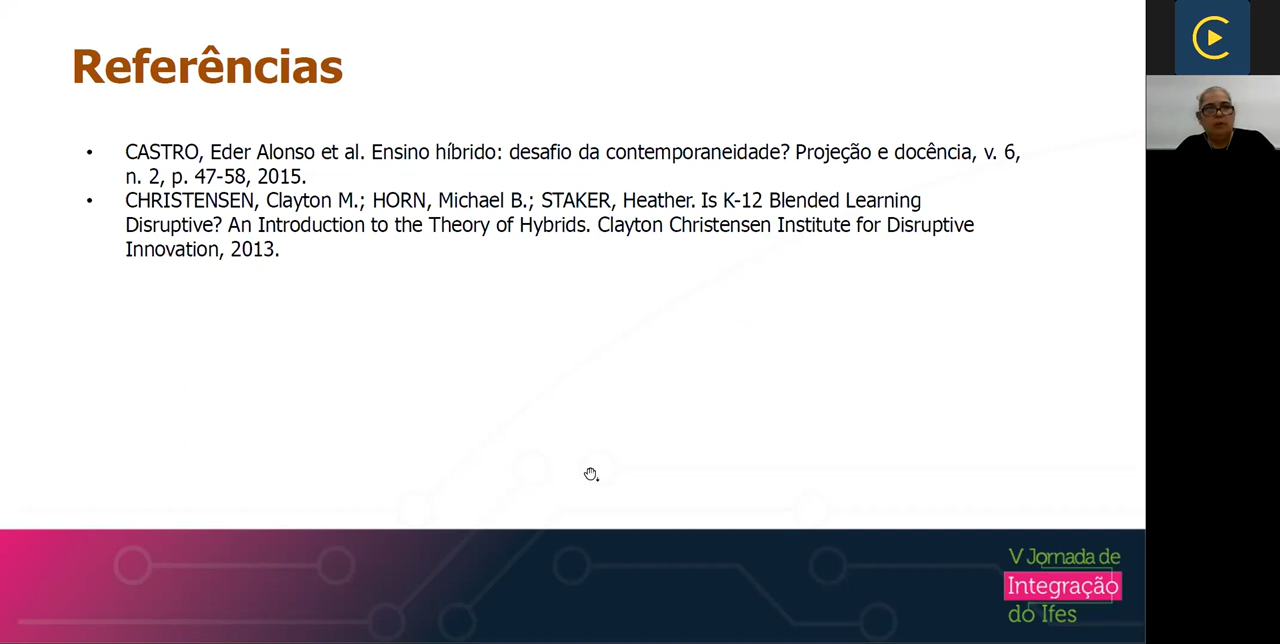 Referências
• CASTRO, Eder Alonso et al. Ensino híbrido: desafio da contemporaneidade? Projeção e docência, v. 6,
n. 2, p. 47-58, 2015.
• CHRISTENSEN, Clayton M.; HORN, Michael B.; STAKER, Heather. Is K-12 Blended Learning
Disruptive? An Introduction to the Theory of Hybrids. Clayton Christensen Institute for Disruptive
Innovation, 2013.
V Jornada de
Integração
do Ifes